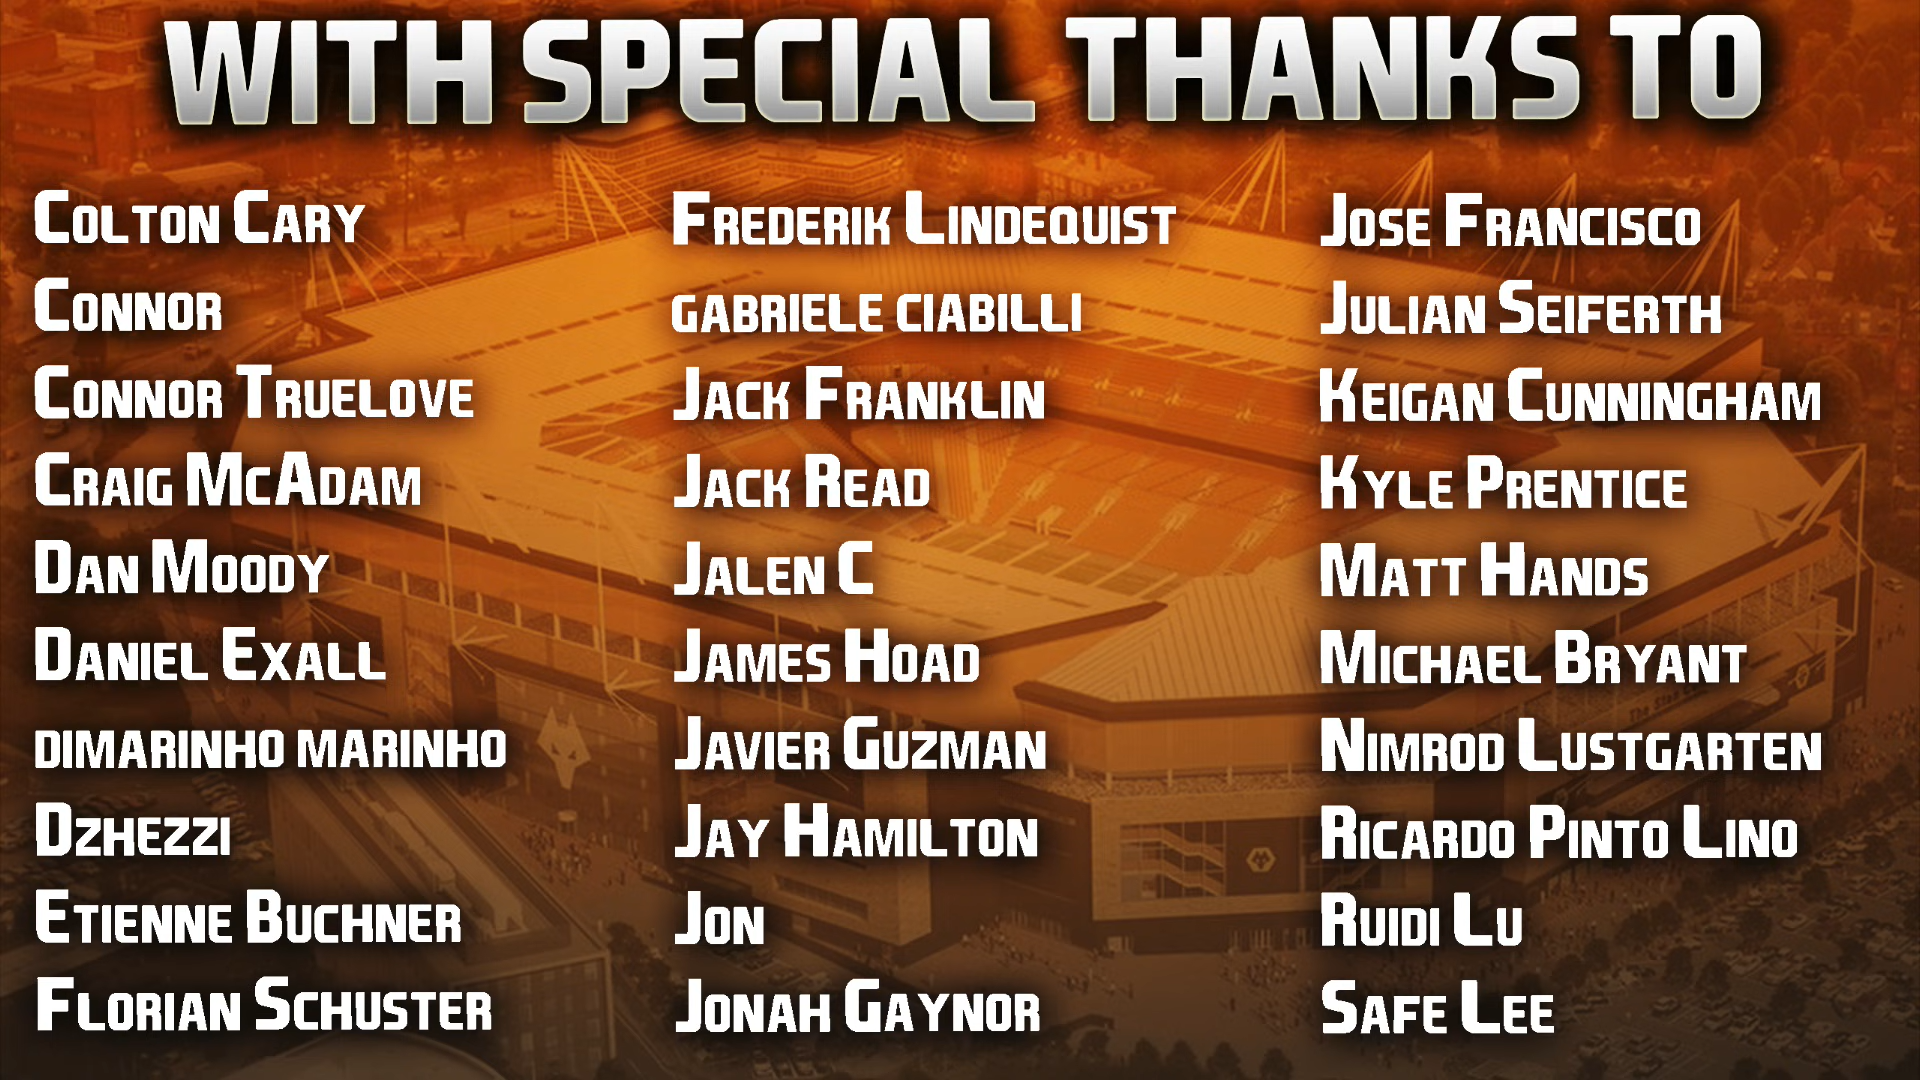 WITH SPECIAL THANKS TO
Colton Cary
Connor
Connor Truelove
Craig McAdam
Dan Moody
Daniel Exall
dimarinho marinho
Dzhezzi
Etienne Buchner
Florian Schuster
Frederik Lindequist
gabriele ciabilli
Jack Franklin
Jack Read
Jalen C
James Hoad
Javier Guzman
Jay Hamilton
Jon
Jonah Gaynor
Jose Francisco
Julian Seiferth
Keigan Cunningham
Kyle Prentice
Matt Hands
Michael Bryant
Nimrod Lustgarten
Ricardo Pinto Lino
Ruidi Lu
Safe Lee